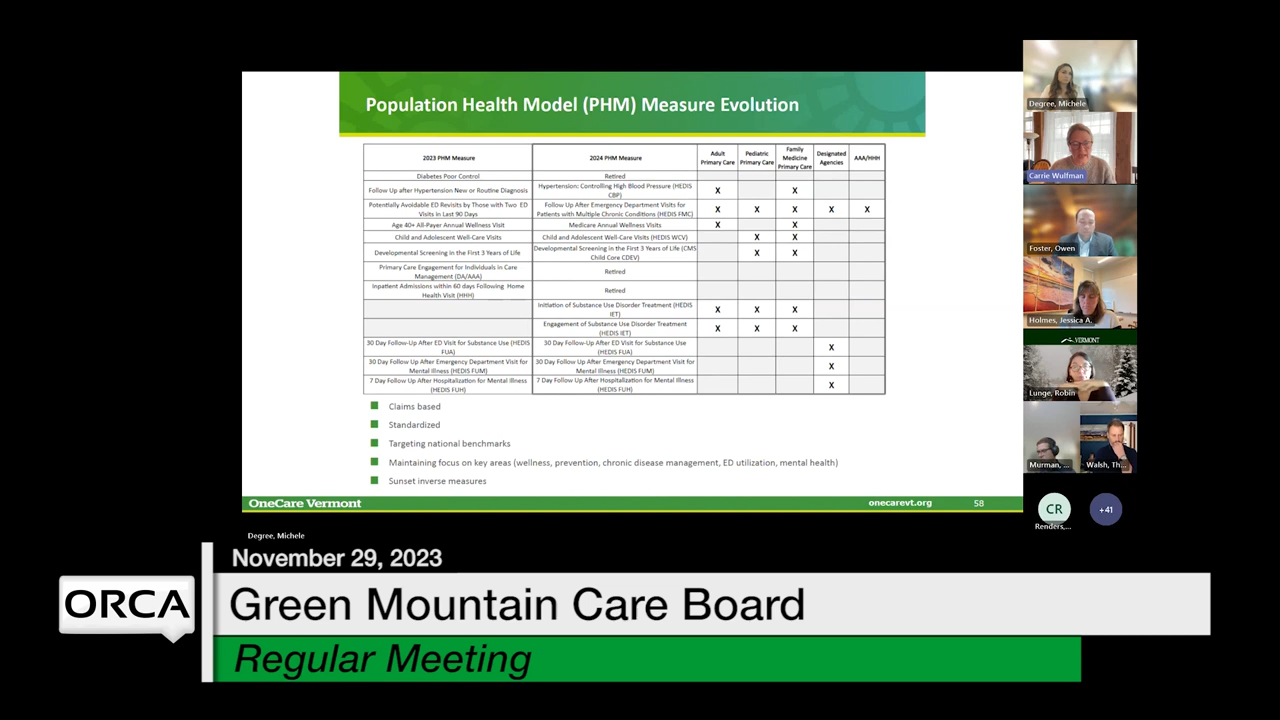 Population Health Model (PHM) Measure Evolution
2023 PHM Measure
2024 PHM Measure
Adult
Primary Care
Pediatric
Primary Care
Family
Medicine
Primary Care
Designated
Agencies
AAA/HHH
Diabetes Poor Control
Retired
Follow Up after Hypertension New or Routine Diagnosis
Hypertension: Controlling High Blood Pressure (HEDIS
CBP)
X
X
Potentially Avoidable ED Revisits by Those with Two ED
Visits in Last 90 Days
Follow Up After Emergency Department Visits for
Patients with Multiple Chronic Conditions (HEDIS FMC)
X
X
X
X
X
Age 40+ All-Payer Annual Wellness Visit
Medicare Annual Wellness Visits
X
X
Child and Adolescent Well-Care Visits
Child and Adolescent Well-Care Visits (HEDIS WCV)
X
X
Developmental Screening in the First 3 Years of Life
Developmental Screening in the First 3 Years of Life (CMS
Child Core CDEV)
X
X
Primary Care Engagement for Individuals in Care
Management (DA/AAA)
Retired
Inpatient Admissions within 60 days Following Home
Health Visit (HHH)
Retired
Initiation of Substance Use Disorder Treatment (HEDIS
IET)
X
X
X
Engagement of Substance Use Disorder Treatment
(HEDIS IET)
X
X
X
30 Day Follow-Up After ED Visit for Substance Use (HEDIS
FUA)
30 Day Follow-Up After ED Visit for Substance Use
(HEDIS FUA)
X
30 Day Follow Up After Emergency Department Visit for
Mental Illness (HEDIS FUM)
30 Day Follow Up After Emergency Department Visit for
Mental Illness (HEDIS FUM)
X
7 Day Follow Up After Hospitalization for Mental Illness
(HEDIS FUH)
7 Day Follow Up After Hospitalization for Mental Illness
(HEDIS FUH)
X
Claims based
Standardized
Targeting national benchmarks
Maintaining focus on key areas (wellness, prevention, chronic disease management, ED utilization, mental health)
Sunset inverse measures
OneCare Vermont
onecarevt.org
58
Degree, Michele
Carrie Wulfman
Foster, Owen
Holmes, Jessica A.
VERMONT
Lunge, Robin
Murman, ...
Walsh, Th...
CR
Renders,...
+41
Degree, Michele
November 29, 2023
ORCA
Green Mountain Care Board
Regular Meeting